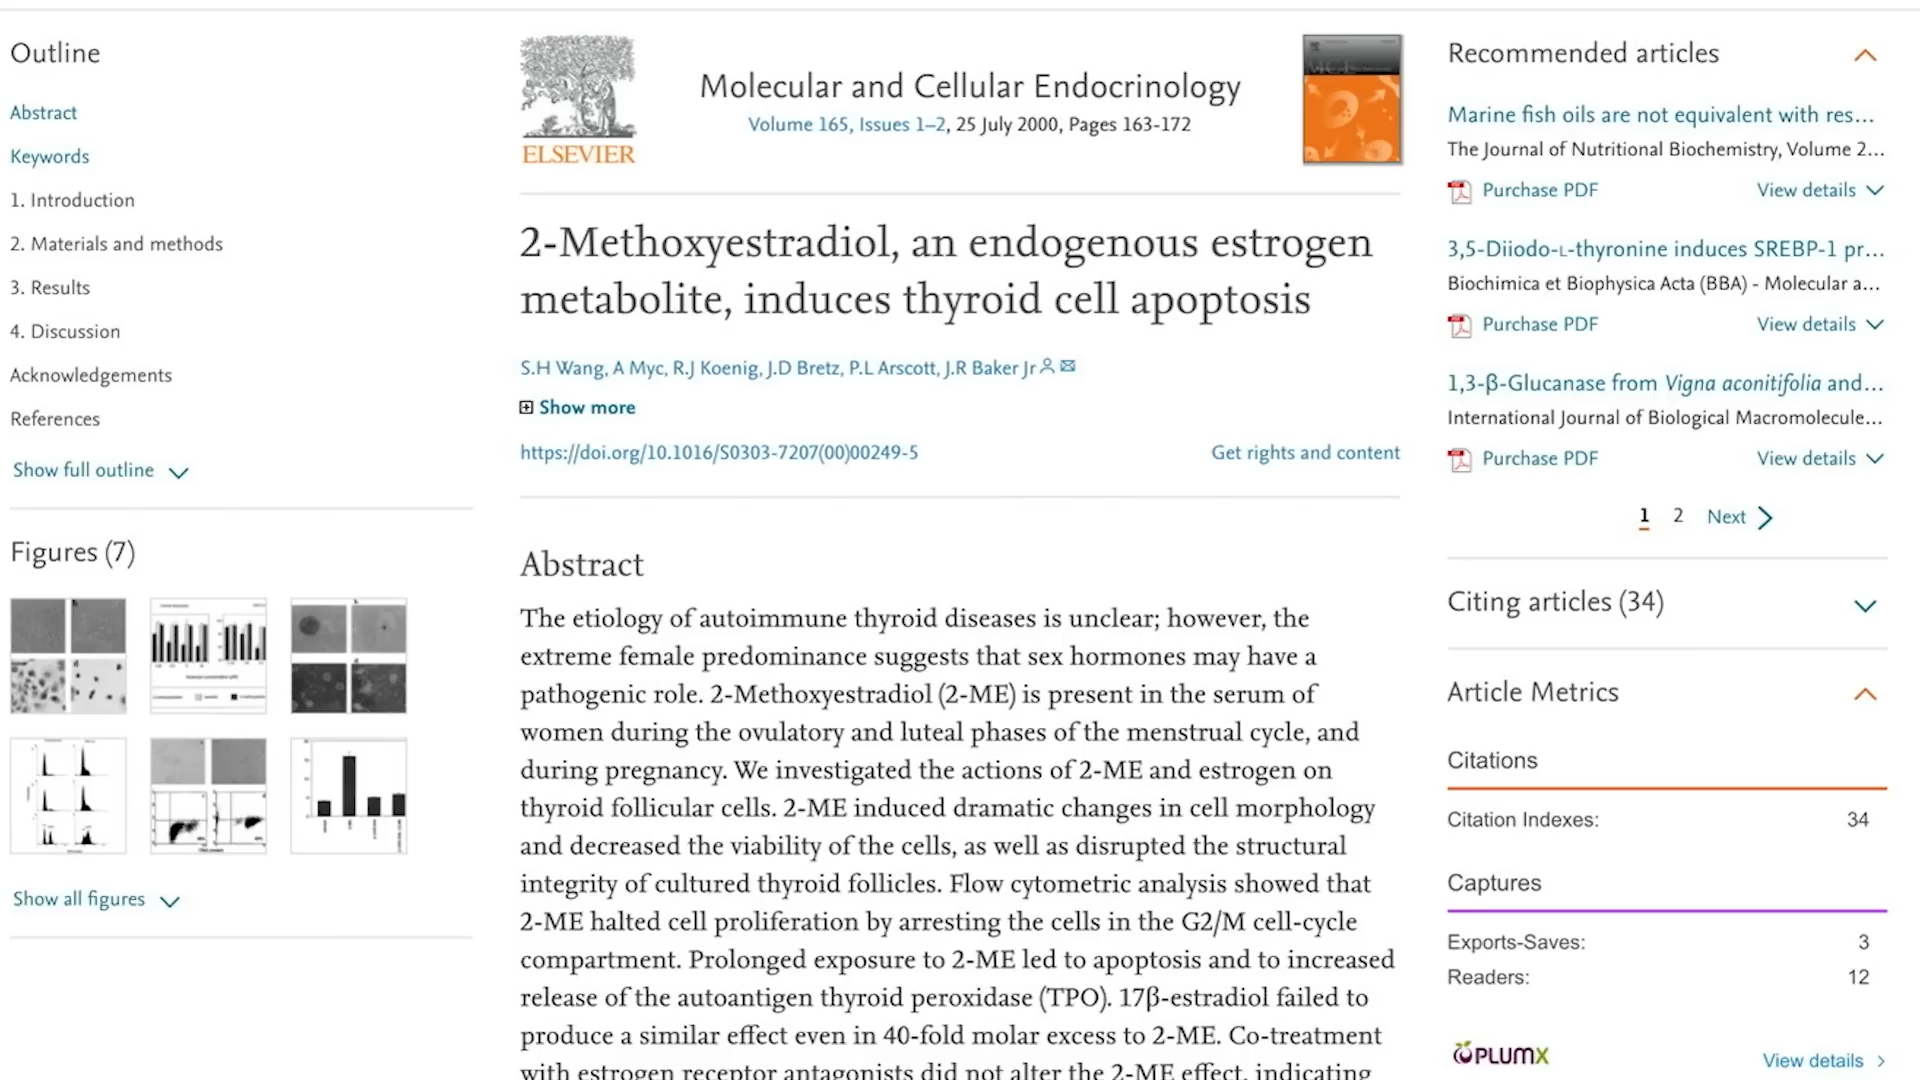 Outline
Abstract
Keywords
1. Introduction
2. Materials and methods
3. Results
4. Discussion
Acknowledgements
References
Show full outline
Figures (7)
Show all figures
ELSEVIER
Molecular and Cellular Endocrinology
Volume 165, Issues 1–2, 25 July 2000, Pages 163-172
2-Methoxyestradiol, an endogenous estrogen
metabolite, induces thyroid cell apoptosis
S.H Wang, A Myc, R.J Koenig, J.D Bretz, P.L Arscott, J.R Baker Jr
Show more
https://doi.org/10.1016/S0303-7207(00)00249-5
Get rights and content
Abstract
The etiology of autoimmune thyroid diseases is unclear; however, the
extreme female predominance suggests that sex hormones may have a
pathogenic role. 2-Methoxyestradiol (2-ME) is present in the serum of
women during the ovulatory and luteal phases of the menstrual cycle, and
during pregnancy. We investigated the actions of 2-ME and estrogen on
thyroid follicular cells. 2-ME induced dramatic changes in cell morphology
and decreased the viability of the cells, as well as disrupted the structural
integrity of cultured thyroid follicles. Flow cytometric analysis showed that
2-ME halted cell proliferation by arresting the cells in the G2/M cell-cycle
compartment. Prolonged exposure to 2-ME led to apoptosis and to increased
release of the autoantigen thyroid peroxidase (TPO). 17β-estradiol failed to
produce a similar effect even in 40-fold molar excess to 2-ME. Co-treatment
with estrogen receptor antagonists did not alter the 2-ME effect, indicating
Recommended articles
Marine fish oils are not equivalent with res...
The Journal of Nutritional Biochemistry, Volume 2...
Purchase PDF
View details
3,5-Diiodo-L-thyronine induces SREBP-1 pr...
Biochimica et Biophysica Acta (BBA) - Molecular a...
Purchase PDF
View details
1,3-β-Glucanase from Vigna aconitifolia and...
International Journal of Biological Macromolecule...
Purchase PDF
View details
1 2 Next
Citing articles (34)
Article Metrics
Citations
Citation Indexes: 34
Captures
Exports-Saves: 3
Readers: 12
PLUMX
View details